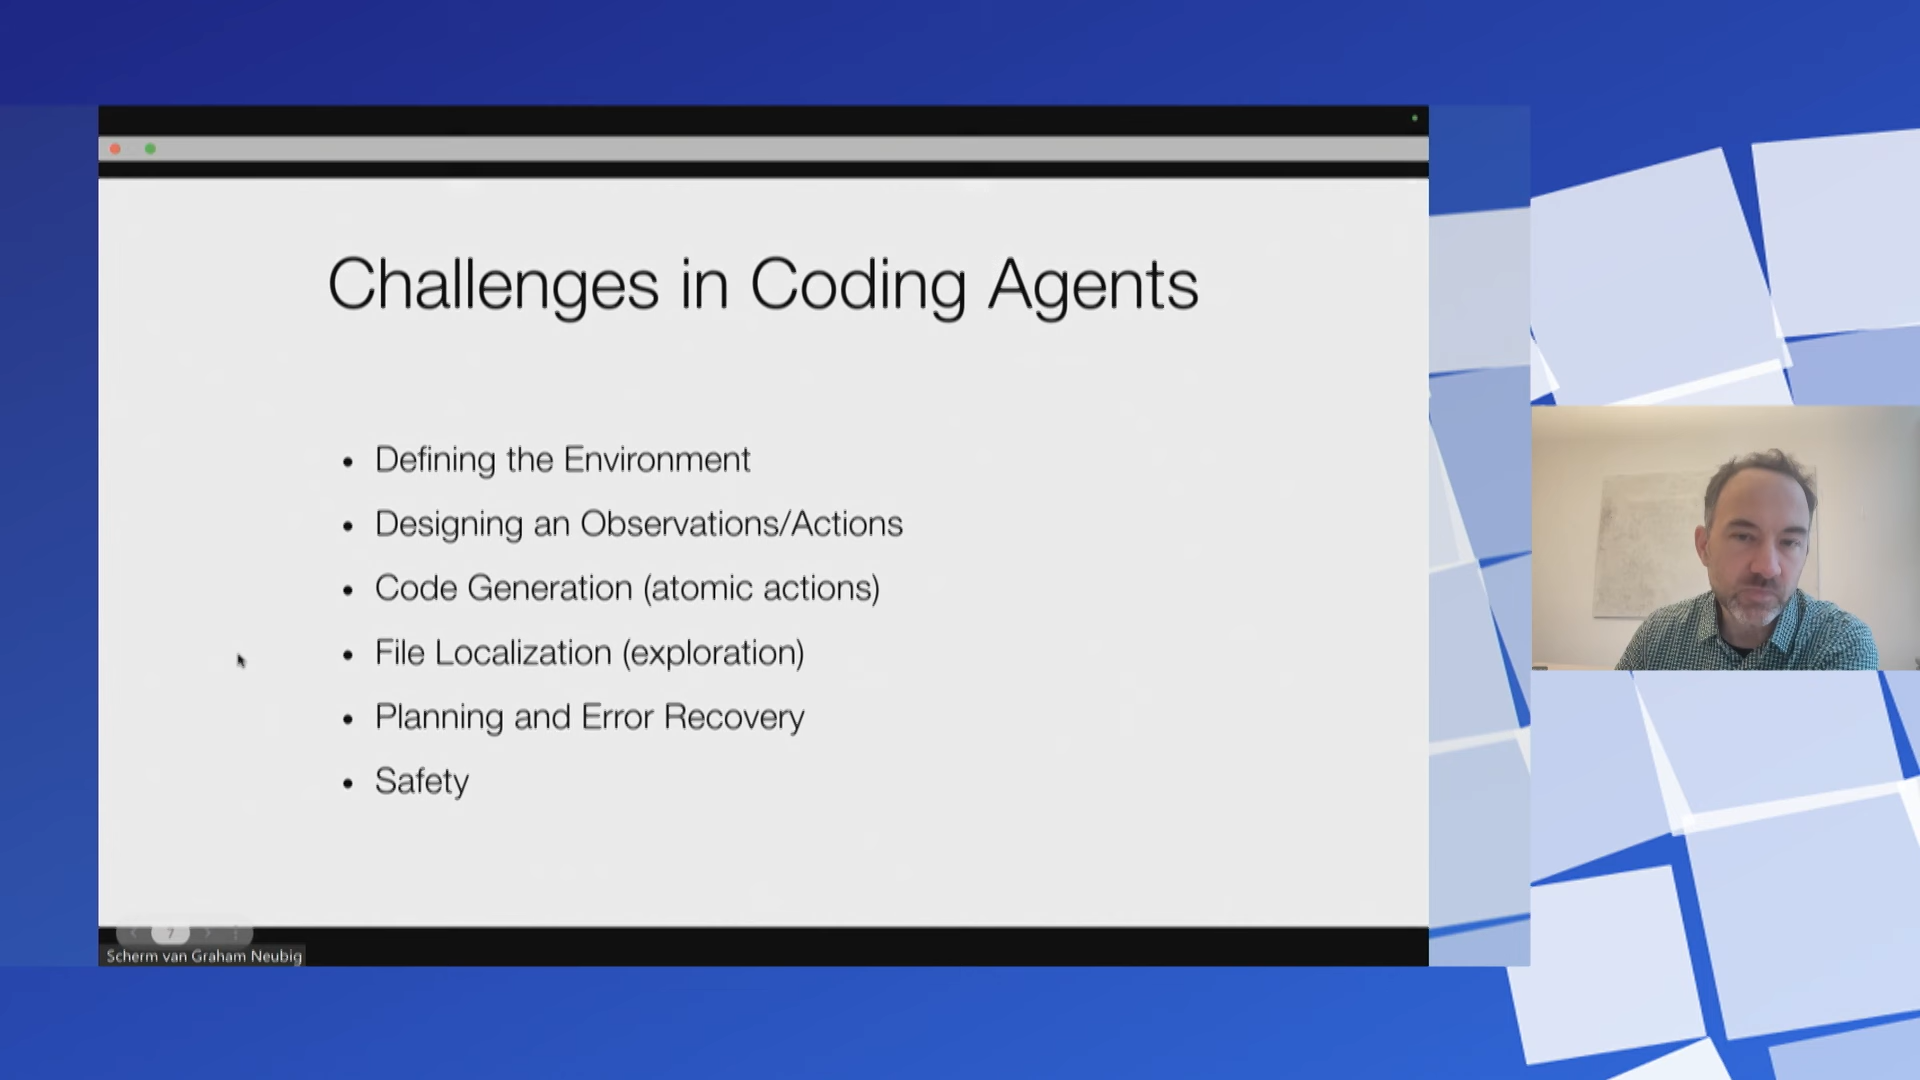 Challenges in Coding Agents
• Defining the Environment
• Designing an Observations/Actions
• Code Generation (atomic actions)
• File Localization (exploration)
• Planning and Error Recovery
• Safety
7
Scherm van Graham Neubig